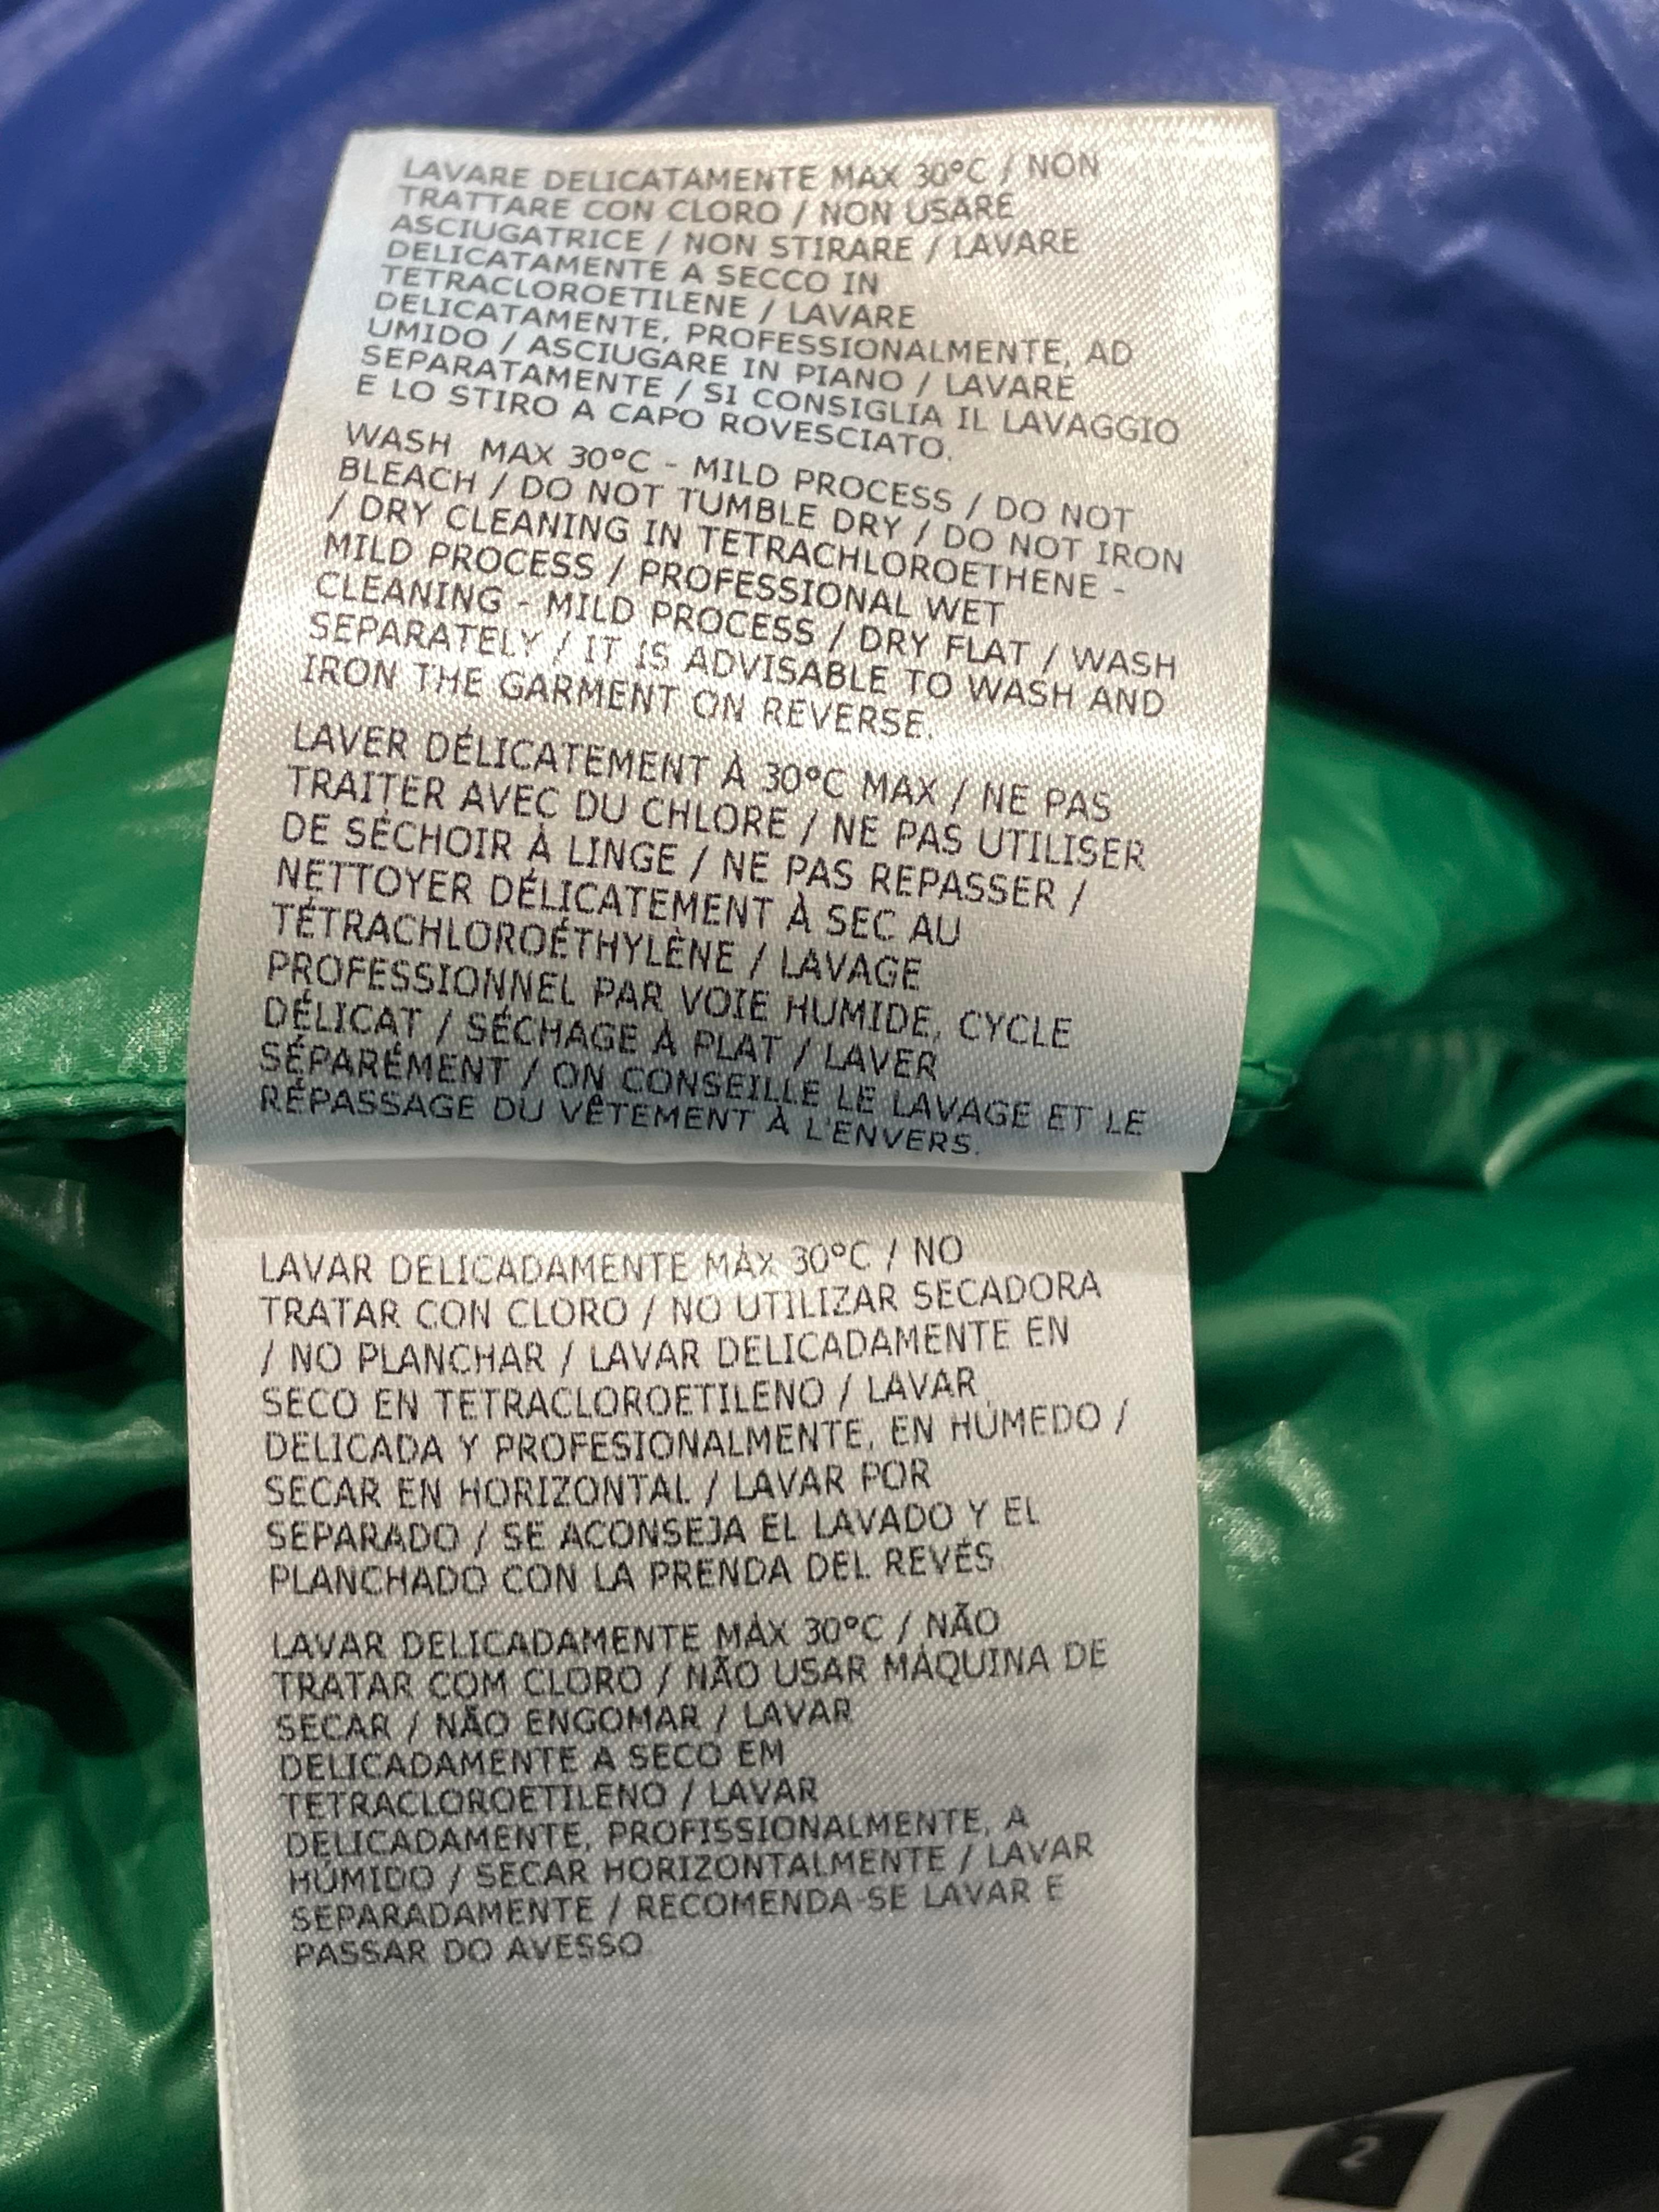 LAVARE DELICATAMENTE MAX 30°C / NON
TRATTARE CON CLORO / NON USARE
ASCIUGATRICE / NON STIRARE / LAVARE
DELICATAMENTE A SECCO IN
TETRACLOROETILENE / LAVARE
DELICATAMENTE, PROFESSIONALMENTE, AD
UMIDO / ASCIUGARE IN PIANO / LAVARE
SEPARATAMENTE / SI CONSIGLIA IL LAVAGGIO
E LO STIRO A CAPO ROVESCIATO.
WASH MAX 30°C - MILD PROCESS / DO NOT
BLEACH / DO NOT TUMBLE DRY / DO NOT IRON
/ DRY CLEANING IN TETRACHLOROETHENE -
MILD PROCESS / PROFESSIONAL WET
CLEANING - MILD PROCESS / DRY FLAT / WASH
SEPARATELY / IT IS ADVISABLE TO WASH AND
IRON THE GARMENT ON REVERSE.
LAVER DÉLICATEMENT À 30°C MAX / NE PAS
TRAITER AVEC DU CHLORE / NE PAS UTILISER
DE SÉCHOIR À LINGE / NE PAS REPASSER /
NETTOYER DÉLICATEMENT À SEC AU
TÉTRACHLOROÉTHYLÈNE / LAVAGE
PROFESSIONNEL PAR VOIE HUMIDE, CYCLE
DÉLICAT / SÉCHAGE À PLAT / LAVER
SÉPARÉMENT / ON CONSEILLE LE LAVAGE ET LE
RÉPASSAGE DU VÊTEMENT À L'ENVERS.
LAVAR DELICADAMENTE MÁX 30°C / NO
TRATAR CON CLORO / NO UTILIZAR SECADORA
/ NO PLANCHAR / LAVAR DELICADAMENTE EN
SECO EN TETRACLOROETILENO / LAVAR
DELICADA Y PROFESIONALMENTE, EN HÚMEDO /
SECAR EN HORIZONTAL / LAVAR POR
SEPARADO / SE ACONSEJA EL LAVADO Y EL
PLANCHADO CON LA PRENDA DEL REVÉS
LAVAR DELICADAMENTE MÁX 30°C / NÃO
TRATAR COM CLORO / NÃO USAR MÁQUINA DE
SECAR / NÃO ENGOMAR / LAVAR
DELICADAMENTE A SECO EM
TETRACLOROETILENO / LAVAR
DELICADAMENTE, PROFISSIONALMENTE, A
HÚMIDO / SECAR HORIZONTALMENTE / LAVAR
SEPARADAMENTE / RECOMENDA-SE LAVAR E
PASSAR DO AVESSO
2